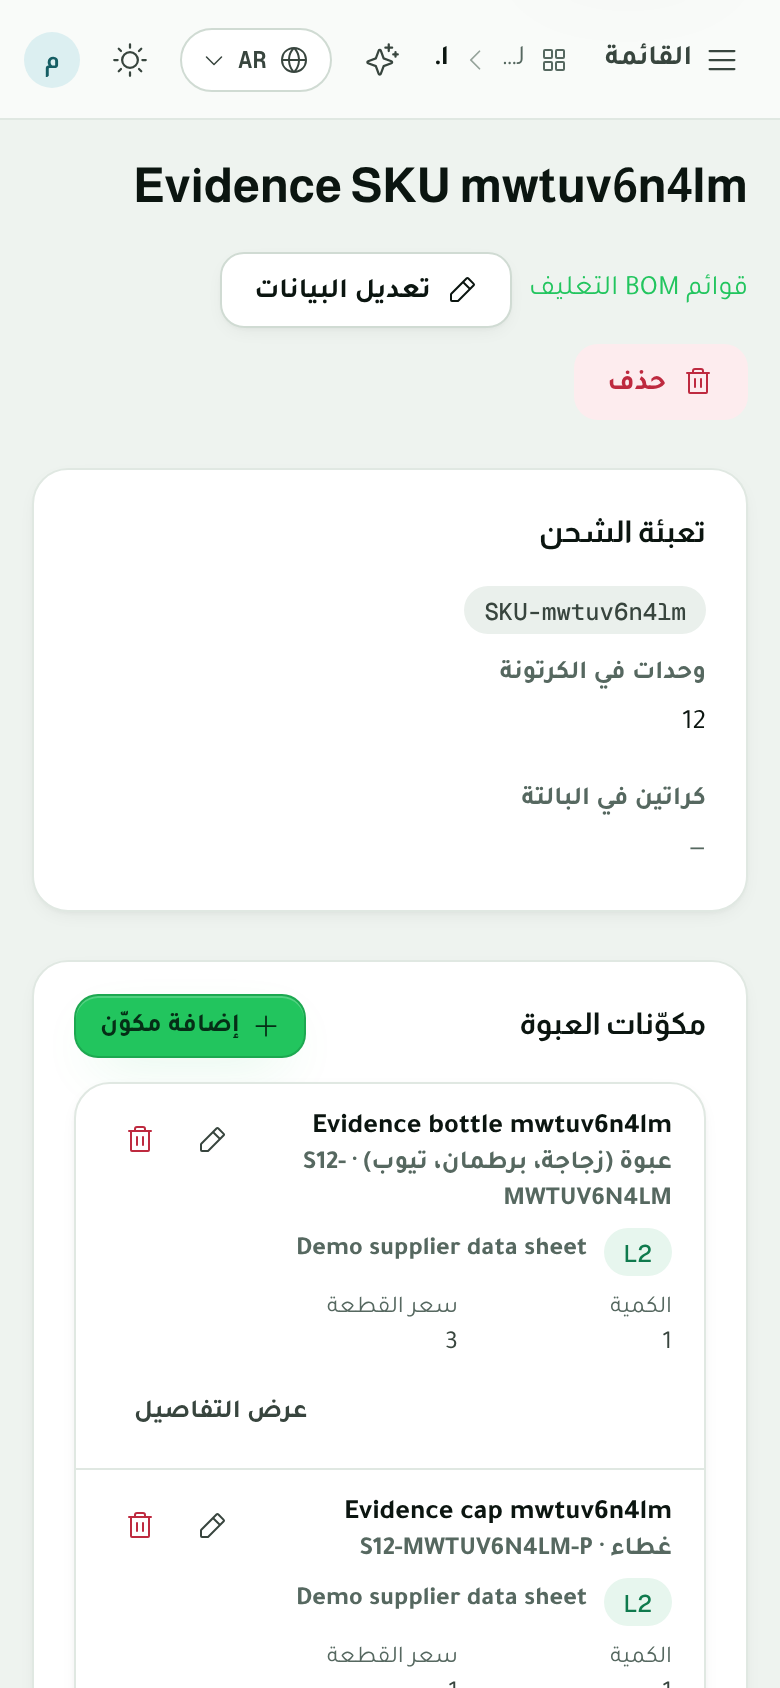 القائمة
لـ...
ا.
AR
م
Evidence SKU mwtuv6n4lm
قوائم BOM التغليف
تعديل البيانات
حذف
تعبئة الشحن
SKU-mwtuv6n4lm
وحدات في الكرتونة
12
كراتين في البالتة
—
مكوّنات العبوة
إضافة مكوّن
Evidence bottle mwtuv6n4lm
عبوة (زجاجة، برطمان، تيوب) · S12-
MWTUV6N4LM
L2 Demo supplier data sheet
الكمية سعر القطعة
1 3
عرض التفاصيل
Evidence cap mwtuv6n4lm
غطاء · S12-MWTUV6N4LM-P
L2 Demo supplier data sheet
الكمية سعر القطعة
1 1